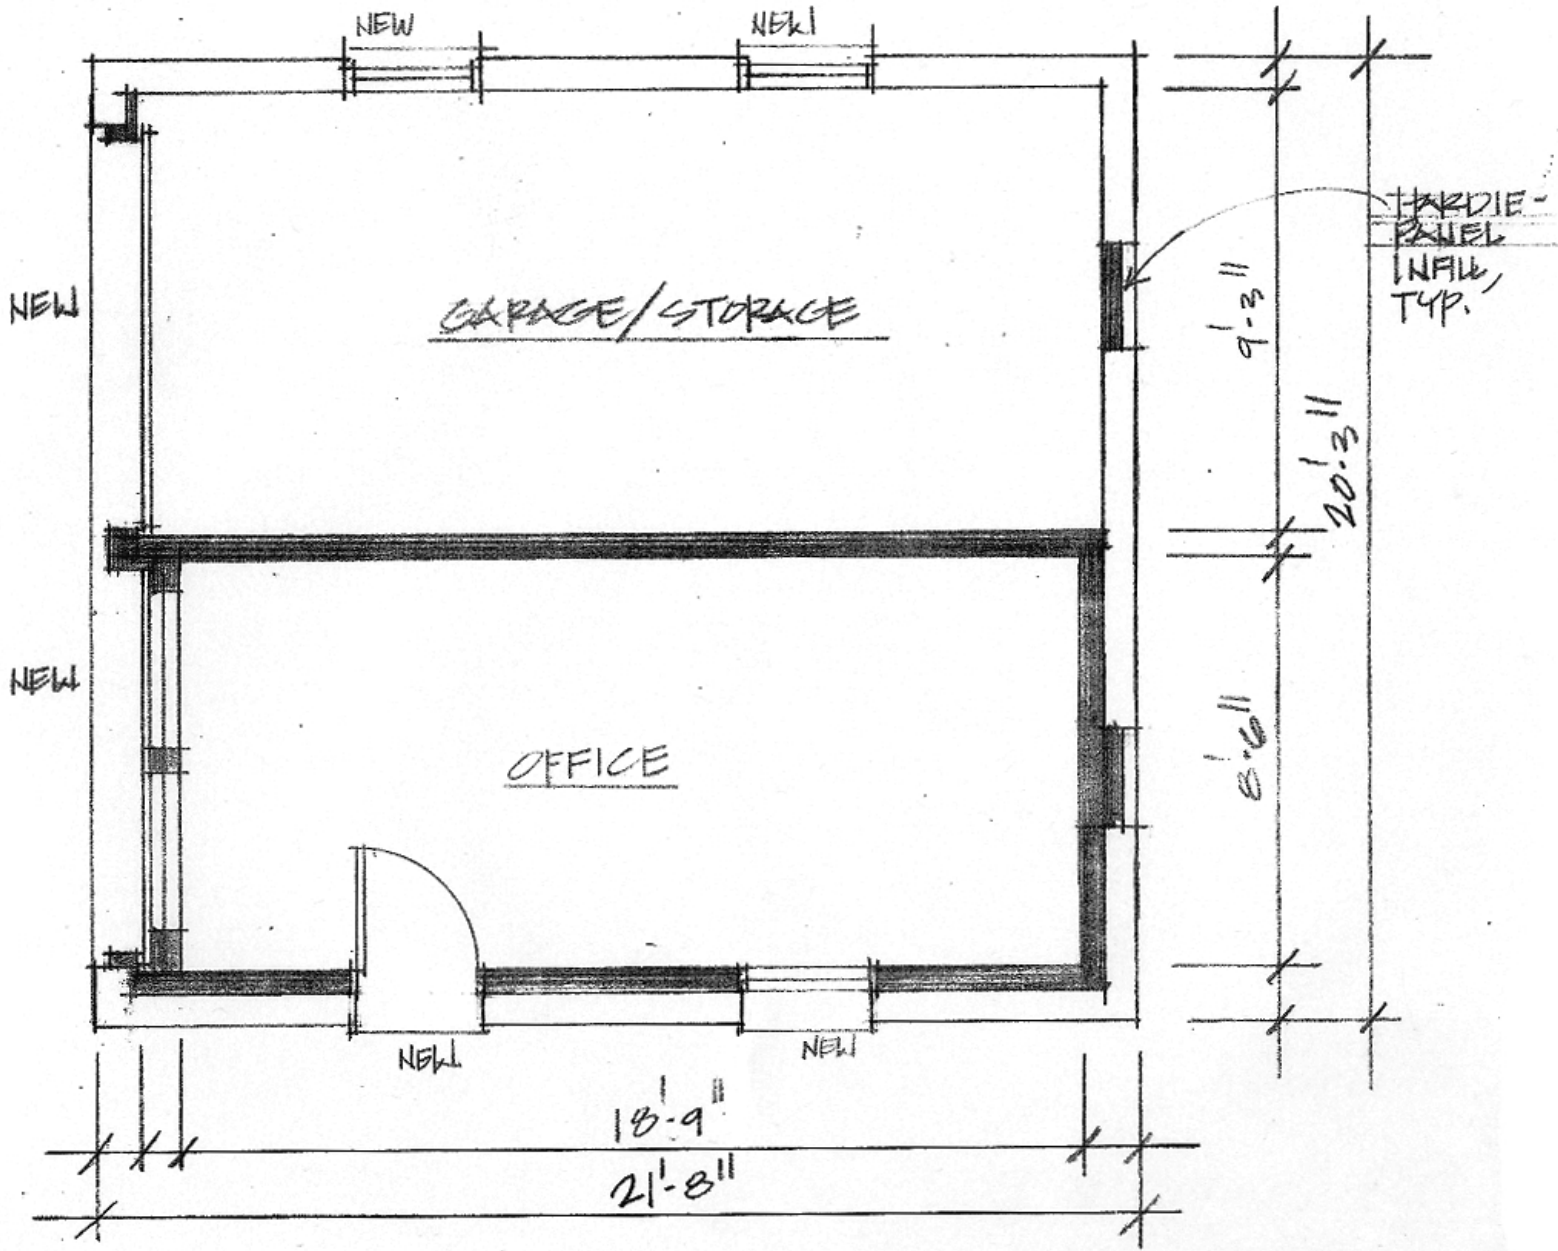 NEW
NEW
HARDIE-
PANEL
INFILL,
TYP.
NEW
GARAGE/STORAGE
9'-3"
20'-3"
NEW
OFFICE
8'-6"
NEW
NEW
18'-9"
21'-8"